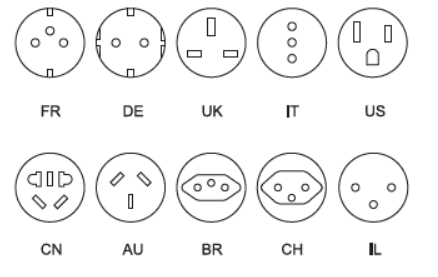 FR DE UK IT US
CN AU BR CH IL